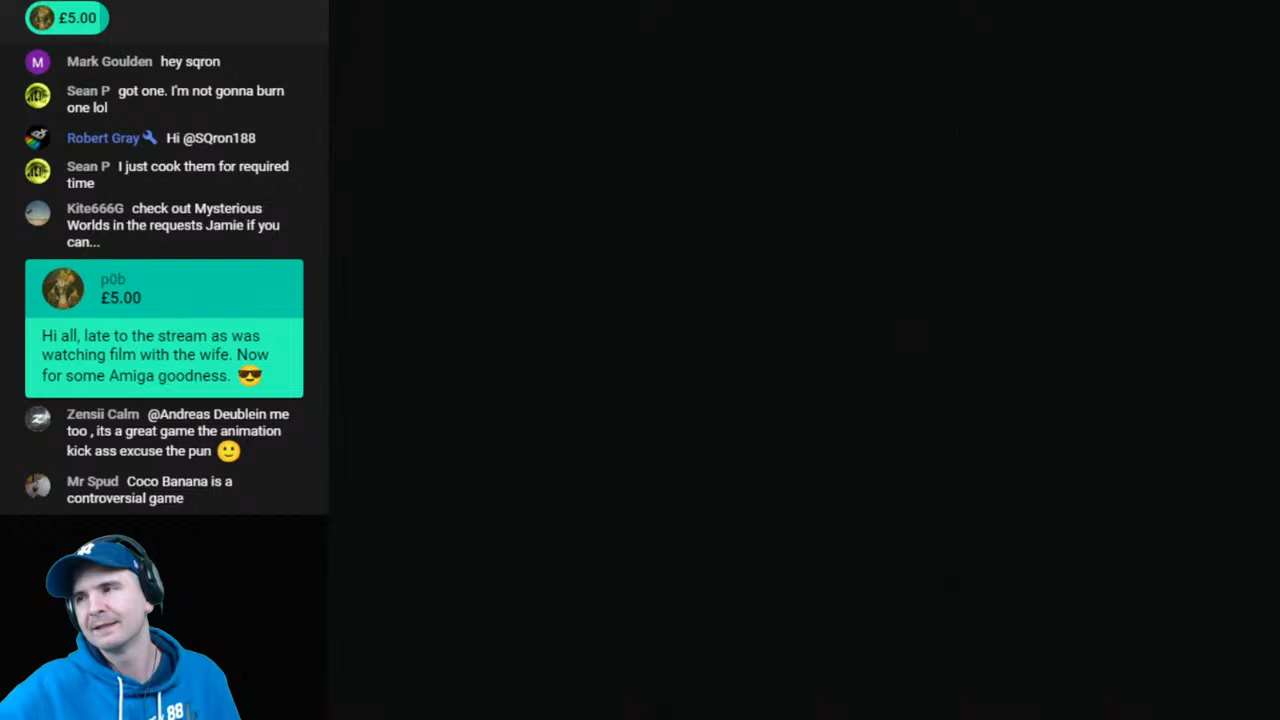 £5.00
Mark Goulden hey sqron
Sean P got one. I'm not gonna burn
one lol
Robert Gray Hi @SQron188
Sean P I just cook them for required
time
Kite666G check out Mysterious
Worlds in the requests Jamie if you
can...
p0b
£5.00
Hi all, late to the stream as was
watching film with the wife. Now
for some Amiga goodness. 😎
Zensii Calm @Andreas Deublein me
too , its a great game the animation
kick ass excuse the pun 🙂
Mr Spud Coco Banana is a
controversial game
88